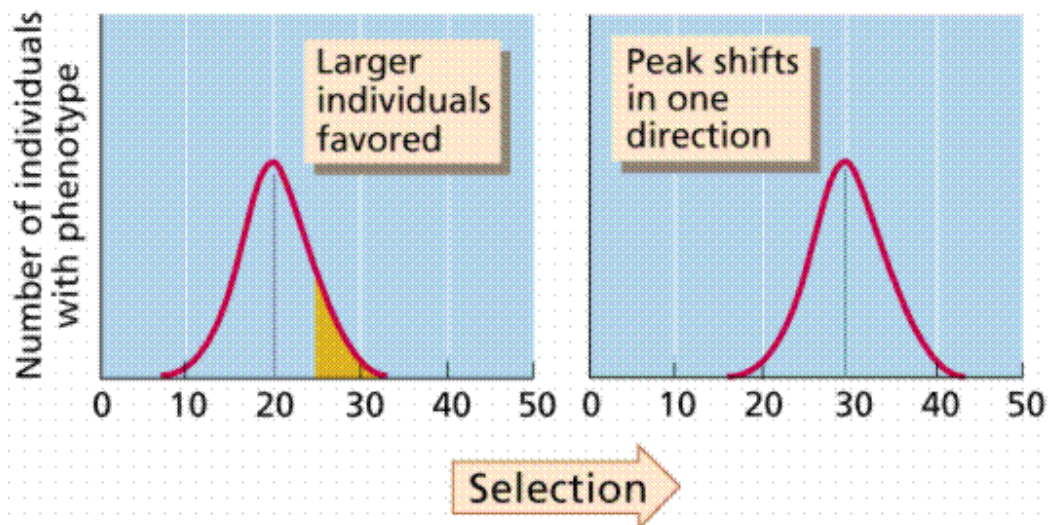 Number of individuals
with phenotype
Larger
individuals
favored
0 10 20 30 40 50
Peak shifts
in one
direction
0 10 20 30 40 50
Selection